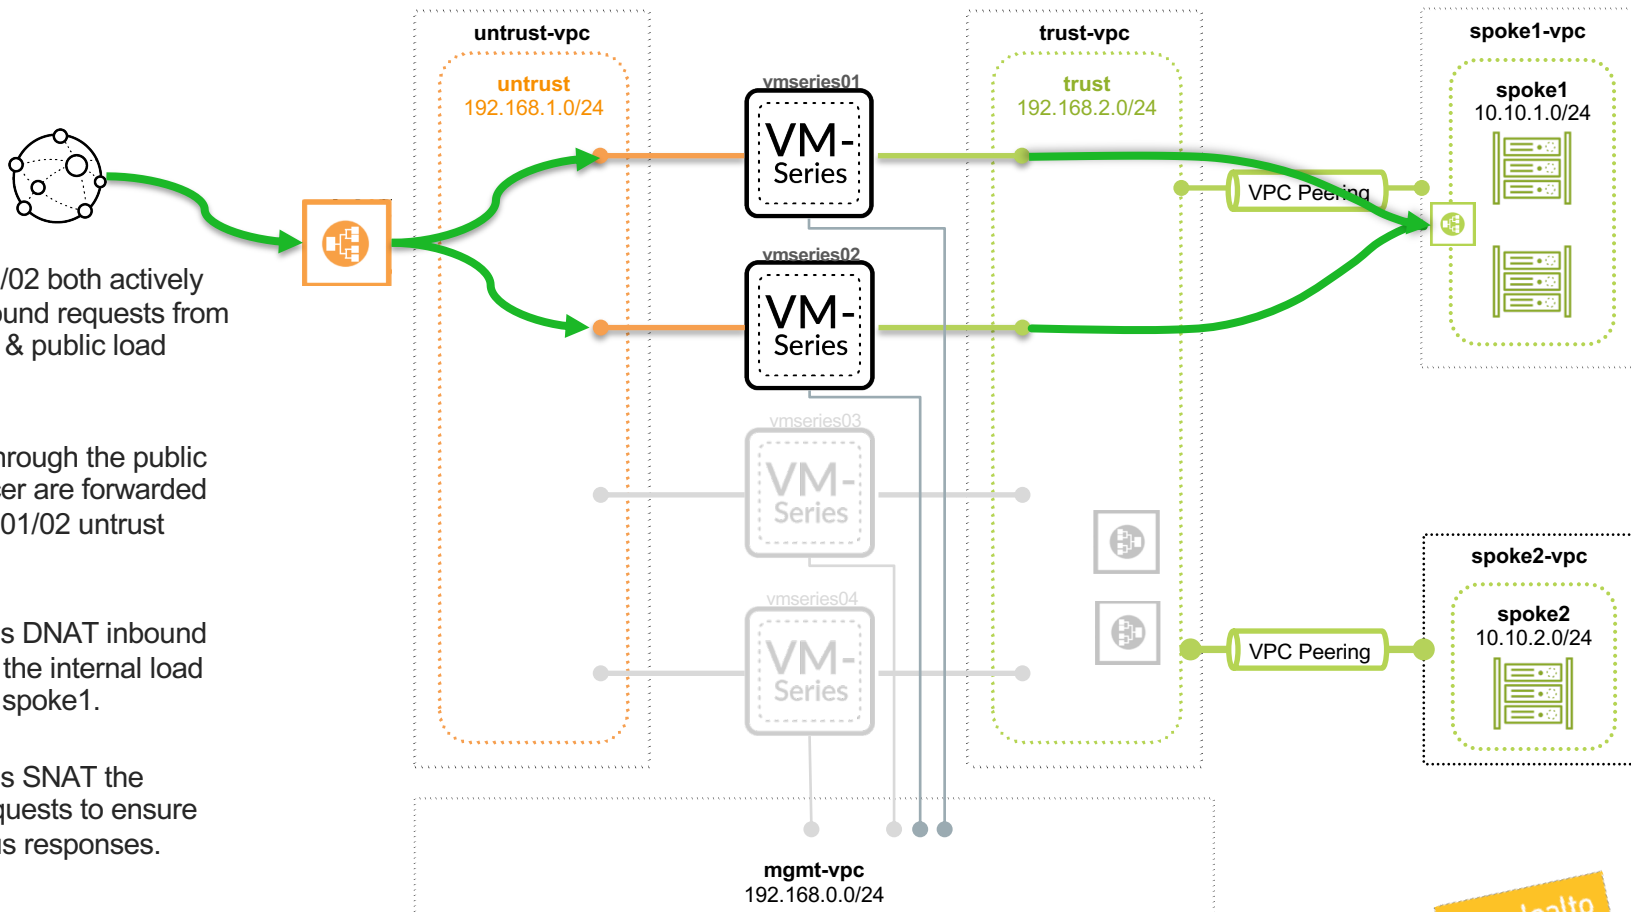 untrust-vpc
trust-vpc
spoke1-vpc
untrust
192.168.1.0/24
vmseries01
VM-
Series
trust
192.168.2.0/24
spoke1
10.10.1.0/24
VPC Peering
/02 both actively
ound requests from
& public load
vmseries02
VM-
Series
hrough the public
cer are forwarded
01/02 untrust
vmseries03
VM-
Series
s DNAT inbound
the internal load
spoke1.
vmseries04
VM-
Series
spoke2-vpc
spoke2
10.10.2.0/24
VPC Peering
s SNAT the
quests to ensure
us responses.
mgmt-vpc
192.168.0.0/24